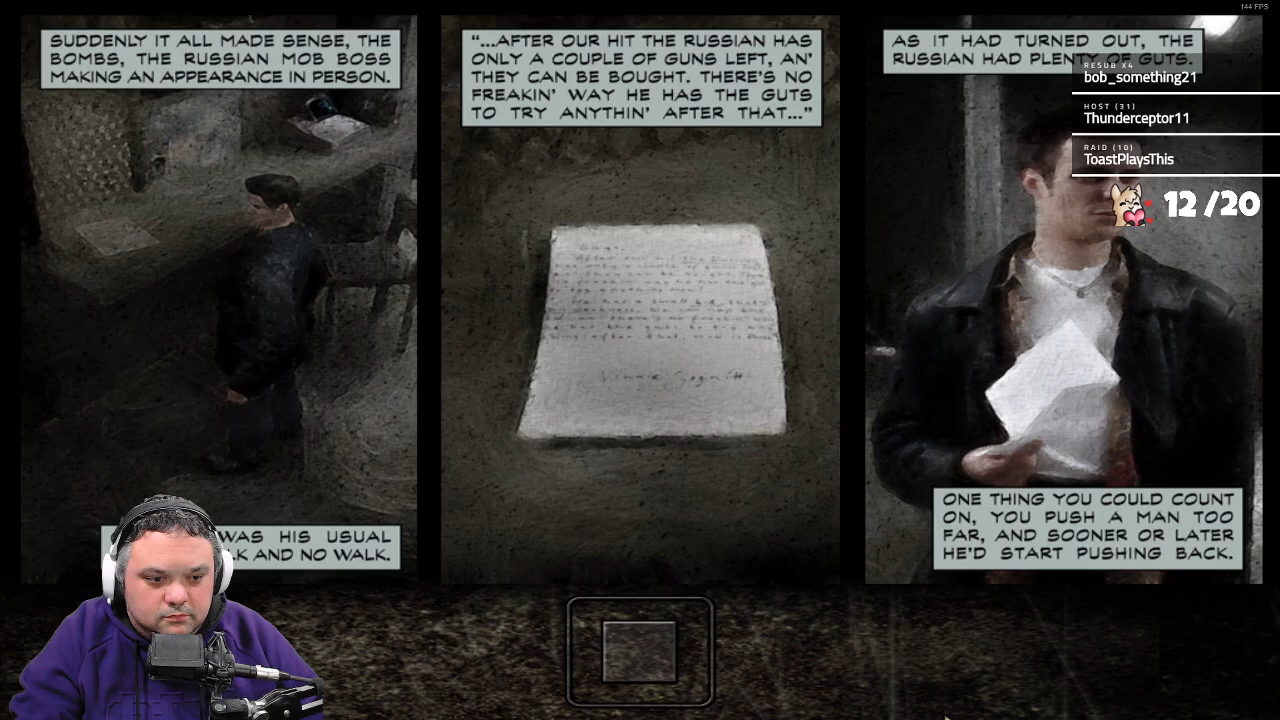 144 FPS
SUDDENLY IT ALL MADE SENSE, THE
BOMBS, THE RUSSIAN MOB BOSS
MAKING AN APPEARANCE IN PERSON.
WAS HIS USUAL
K AND NO WALK.
“...AFTER OUR HIT THE RUSSIAN HAS
ONLY A COUPLE OF GUNS LEFT, AN’
THEY CAN BE BOUGHT. THERE’S NO
FREAKIN’ WAY HE HAS THE GUTS
TO TRY ANYTHIN’ AFTER THAT...”
Vinnie Gognitti
AS IT HAD TURNED OUT, THE
RUSSIAN HAD PLENTY OF GUTS.
ONE THING YOU COULD COUNT
ON, YOU PUSH A MAN TOO
FAR, AND SOONER OR LATER
HE’D START PUSHING BACK.
RESUB X4
bob_something21
HOST (31)
Thunderceptor11
RAID (10)
ToastPlaysThis
12 /20